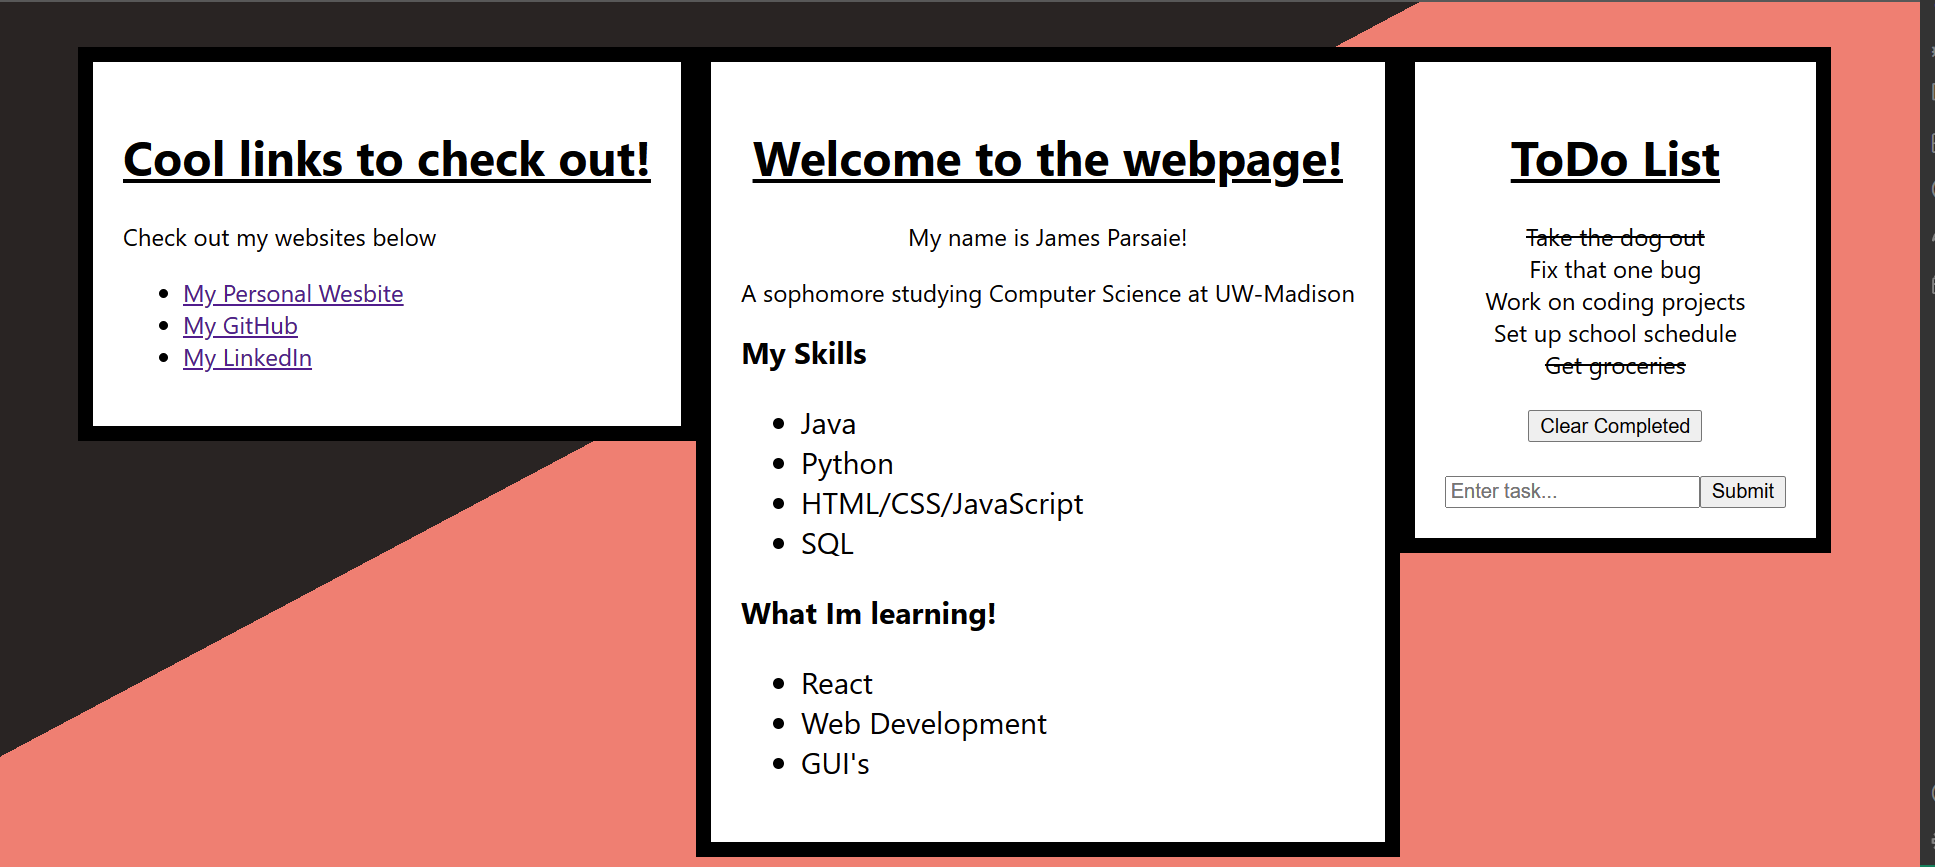 Cool links to check out!
Check out my websites below
My Personal Wesbite
My GitHub
My LinkedIn
Welcome to the webpage!
My name is James Parsaie!
A sophomore studying Computer Science at UW-Madison
My Skills
Java
Python
HTML/CSS/JavaScript
SQL
What Im learning!
React
Web Development
GUI's
ToDo List
Take the dog out
Fix that one bug
Work on coding projects
Set up school schedule
Get groceries
Clear Completed
Enter task... Submit